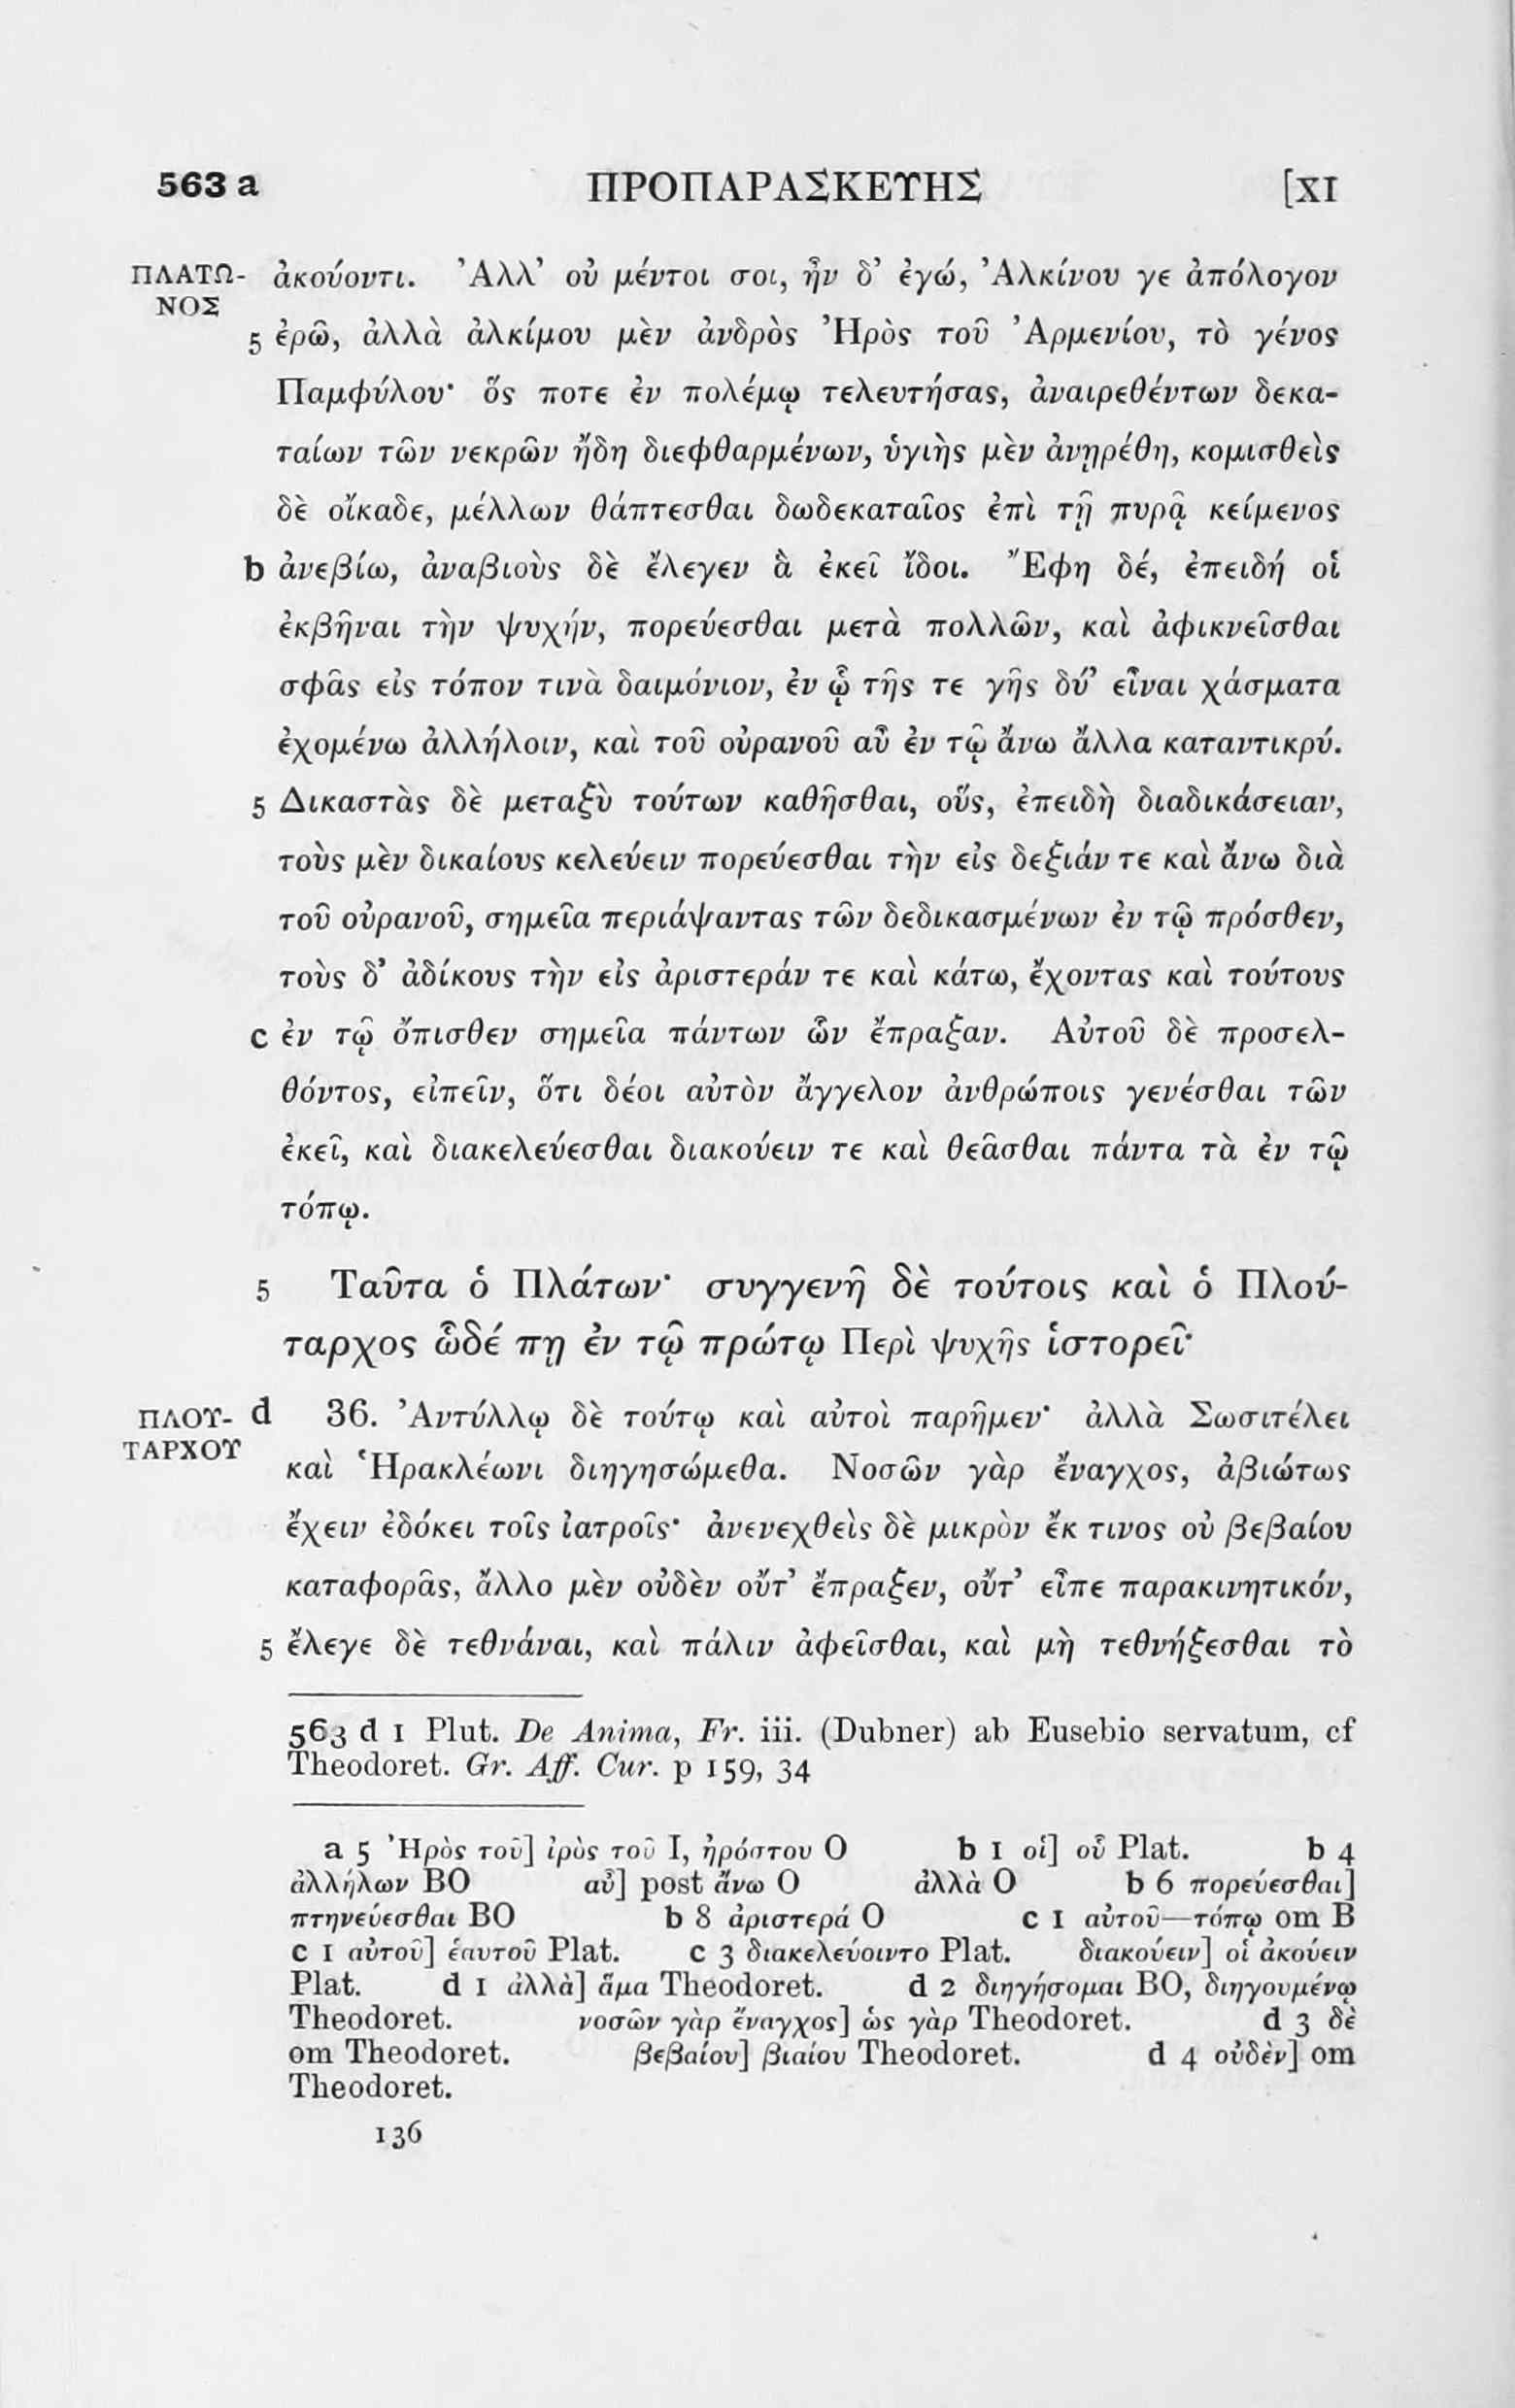 563 a ΠΡΟΠΑΡΑΣΚΕΥΗΣ [XI
ΠΛΑΤΩ- ἀκούοντι. Ἀλλ’ οὐ μέντοι σοι, ἦν δ’ ἐγώ, Ἀλκίνου γε ἀπόλογον
ΝΟΣ
5 ἐρῶ, ἀλλὰ ἀλκίμου μὲν ἀνδρὸς Ἠρὸς τοῦ Ἀρμενίου, τὸ γένος
Παμφύλου· ὅς ποτε ἐν πολέμῳ τελευτήσας, ἀναιρεθέντων δεκα-
ταίων τῶν νεκρῶν ἤδη διεφθαρμένων, ὑγιὴς μὲν ἀνῃρέθη, κομισθεὶς
δὲ οἴκαδε, μέλλων θάπτεσθαι δωδεκαταῖος ἐπὶ τῇ πυρᾷ κείμενος
b ἀνεβίω, ἀναβιοὺς δὲ ἔλεγεν ἃ ἐκεῖ ἴδοι. Ἔφη δέ, ἐπειδή οἱ
ἐκβῆναι τὴν ψυχήν, πορεύεσθαι μετὰ πολλῶν, καὶ ἀφικνεῖσθαι
σφᾶς εἰς τόπον τινὰ δαιμόνιον, ἐν ᾧ τῆς τε γῆς δύ’ εἶναι χάσματα
ἐχομένω ἀλλήλοιν, καὶ τοῦ οὐρανοῦ αὖ ἐν τῷ ἄνω ἄλλα καταντικρύ.
5 Δικαστὰς δὲ μεταξὺ τούτων καθῆσθαι, οὕς, ἐπειδὴ διαδικάσειαν,
τοὺς μὲν δικαίους κελεύειν πορεύεσθαι τὴν εἰς δεξιάν τε καὶ ἄνω διὰ
τοῦ οὐρανοῦ, σημεῖα περιάψαντας τῶν δεδικασμένων ἐν τῷ πρόσθεν,
τοὺς δ’ ἀδίκους τὴν εἰς ἀριστεράν τε καὶ κάτω, ἔχοντας καὶ τούτους
c ἐν τῷ ὄπισθεν σημεῖα πάντων ὧν ἔπραξαν. Αὐτοῦ δὲ προσελ-
θόντος, εἰπεῖν, ὅτι δέοι αὐτὸν ἄγγελον ἀνθρώποις γενέσθαι τῶν
ἐκεῖ, καὶ διακελεύεσθαι διακούειν τε καὶ θεᾶσθαι πάντα τὰ ἐν τῷ
τόπῳ.
5 Ταῦτα ὁ Πλάτων· συγγενῆ δὲ τούτοις καὶ ὁ Πλού-
ταρχος ὧδέ πῃ ἐν τῷ πρώτῳ Περὶ ψυχῆς ἱστορεῖ·
ΠΛΟΥ- d 36. Ἀντύλλῳ δὲ τούτῳ καὶ αὐτοὶ παρῆμεν· ἀλλὰ Σωσιτέλει
ΤΑΡΧΟΥ
καὶ Ἡρακλέωνι διηγησώμεθα. Νοσῶν γὰρ ἔναγχος, ἀβιώτως
ἔχειν ἐδόκει τοῖς ἰατροῖς· ἀνενεχθεὶς δὲ μικρὸν ἔκ τινος οὐ βεβαίου
καταφορᾶς, ἄλλο μὲν οὐδὲν οὔτ’ ἔπραξεν, οὔτ’ εἶπε παρακινητικόν,
5 ἔλεγε δὲ τεθνάναι, καὶ πάλιν ἀφεῖσθαι, καὶ μὴ τεθνήξεσθαι τὸ
563 d 1 Plut. De Anima, Fr. iii. (Dubner) ab Eusebio servatum, cf
Theodoret. Gr. Aff. Cur. p 159, 34
a 5 Ἠρὸς τοῦ] ἰρὸς τοῦ I, ἠρόστου O b 1 οἱ] οὗ Plat. b 4
ἀλλήλων BO αὖ] post ἄνω O ἀλλὰ O b 6 πορεύεσθαι]
πτηνεύεσθαι BO b 8 ἀριστερά O c 1 αὐτοῦ—τόπῳ om B
c 1 αὐτοῦ] ἑαυτοῦ Plat. c 3 διακελεύοιντο Plat. διακούειν] οἱ ἀκούειν
Plat. d 1 ἀλλὰ] ἅμα Theodoret. d 2 διηγήσομαι BO, διηγουμένῳ
Theodoret. νοσῶν γὰρ ἔναγχος] ὡς γὰρ Theodoret. d 3 δὲ
om Theodoret. βεβαίου] βιαίου Theodoret. d 4 οὐδὲν] om
Theodoret.
136